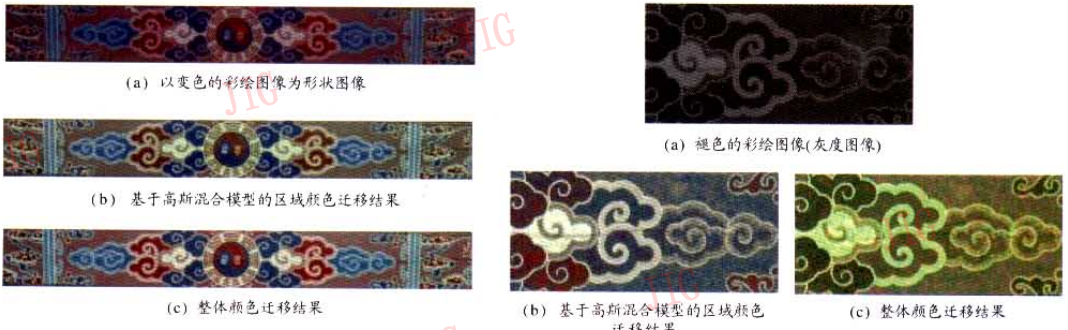 (a) 以变色的彩绘图像为形状图像
(b) 基于高斯混合模型的区域颜色迁移结果
(c) 整体颜色迁移结果
(a) 褪色的彩绘图像(灰度图像)
(b) 基于高斯混合模型的区域颜色
迁移结果
(c) 整体颜色迁移结果
JIG
JIG
JIG